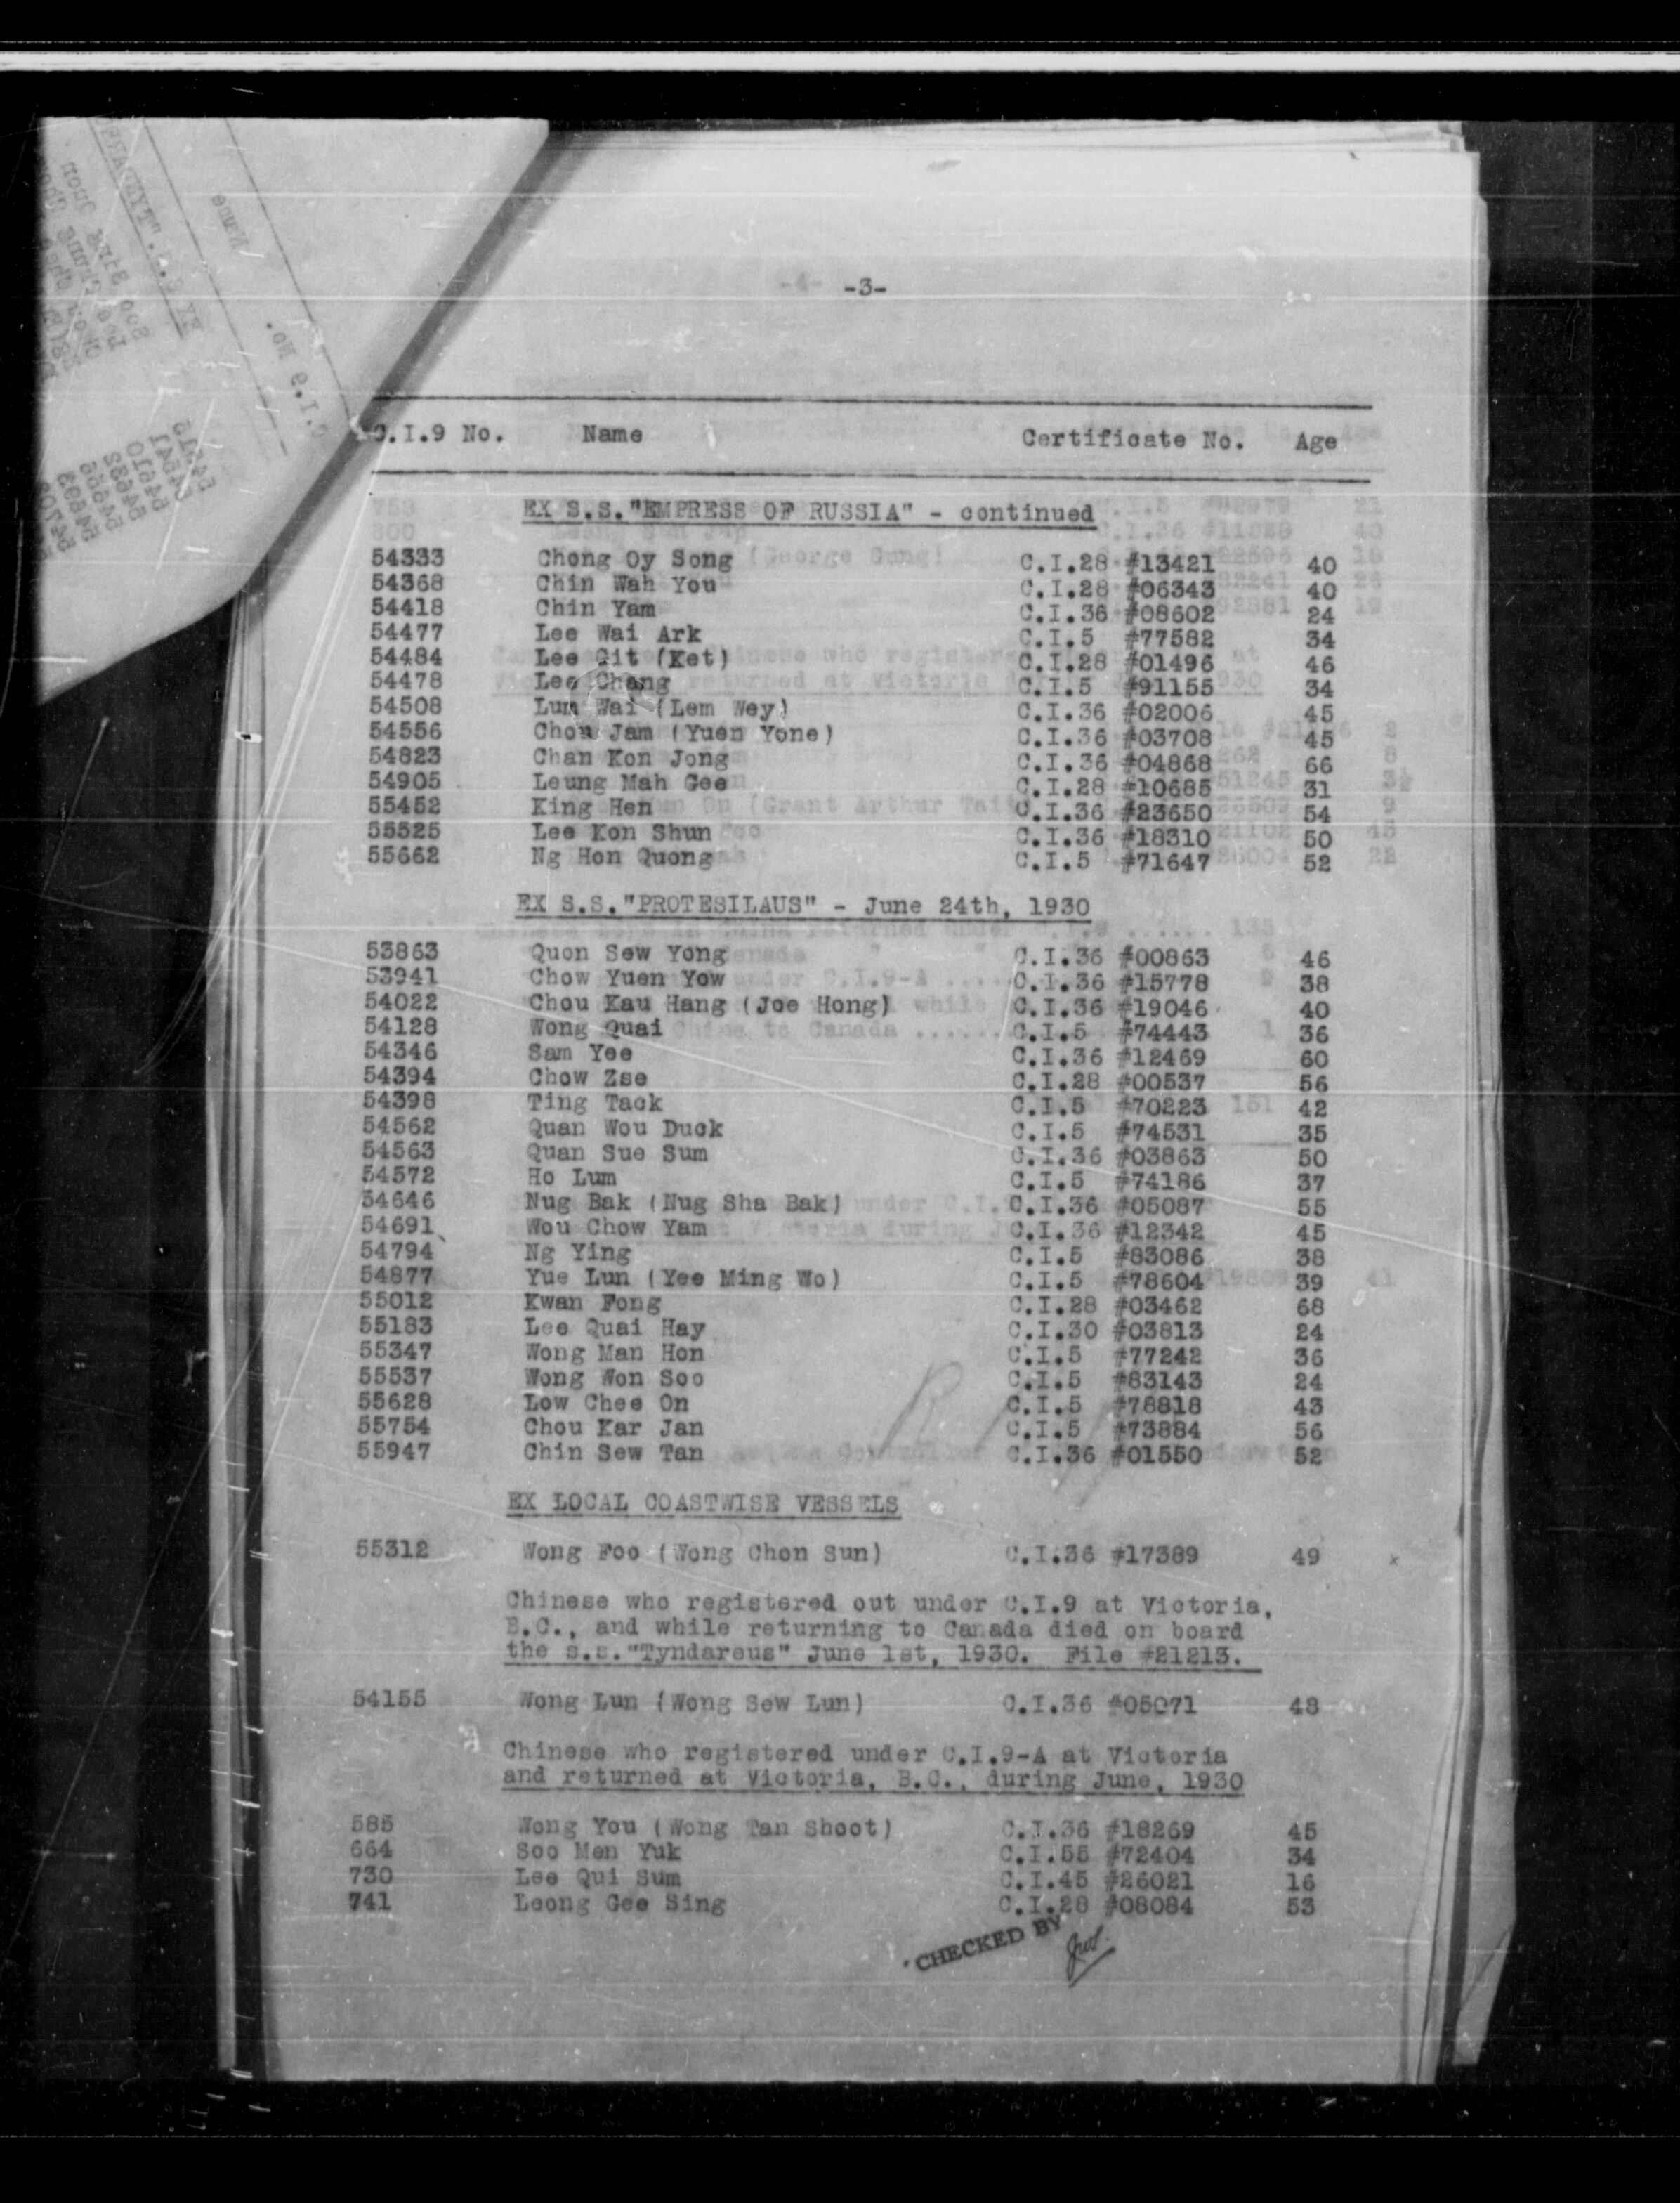 -3-
C.I.9 No. Name Certificate No. Age
EX S.S."EMPRESS OF RUSSIA" - continued
54333 Chong Oy Song C.I.28 #13421 40
54368 Chin Wah You C.I.28 #06343 40
54418 Chin Yam C.I.36 #08602 24
54477 Lee Wai Ark C.I.5 #77582 34
54484 Lee Git (Ket) C.I.28 #01496 46
54478 Lee Chang C.I.5 #91155 34
54508 Lum Wai (Lem Wey) C.I.36 #02006 45
54556 Chou Jam (Yuen Yone) C.I.36 #03708 45
54823 Chan Kon Jong C.I.36 #04868 66
54905 Leung Mah Gee C.I.28 #10685 31
55452 King Hen C.I.36 #23650 54
55525 Lee Kon Shun C.I.36 #18310 50
55662 Ng Hon Quong C.I.5 #71647 52
EX S.S."PROTESILAUS" - June 24th, 1930
53863 Quon Sew Yong C.I.36 #00863 46
53941 Chow Yuen Yow C.I.36 #15778 38
54022 Chou Kau Hang (Joe Hong) C.I.36 #19046 40
54128 Wong Quai C.I.5 #74443 36
54346 Sam Yee C.I.36 #12469 60
54394 Chow Zse C.I.28 #00537 56
54398 Ting Tack C.I.5 #70223 42
54562 Quan Wou Duck C.I.5 #74531 35
54563 Quan Sue Sum C.I.36 #03863 50
54572 Ho Lum C.I.5 #74186 37
54646 Nug Bak (Nug Sha Bak) C.I.36 #05087 55
54691 Wou Chow Yam C.I.36 #12342 45
54794 Ng Ying C.I.5 #83086 38
54877 Yue Lun (Yee Ming Wo) C.I.5 #78604 39
55012 Kwan Fong C.I.28 #03462 68
55183 Lee Quai Hay C.I.30 #03813 24
55347 Wong Man Hon C.I.5 #77242 36
55537 Wong Won Soo C.I.5 #83143 24
55628 Low Chee On C.I.5 #78818 43
55754 Chou Kar Jan C.I.5 #73884 56
55947 Chin Sew Tan C.I.36 #01550 52
EX LOCAL COASTWISE VESSELS
55312 Wong Foo (Wong Chon Sun) C.I.36 #17389 49 x
Chinese who registered out under C.I.9 at Victoria,
B.C., and while returning to Canada died on board
the s.s."Tyndareus" June 1st, 1930. File #21213.
54155 Wong Lun (Wong Sew Lun) C.I.36 #05071 48
Chinese who registered under C.I.9-A at Victoria
and returned at Victoria, B.C., during June, 1930
585 Wong You (Wong Tan Shoot) C.I.36 #18269 45
664 Soo Men Yuk C.I.55 #72404 34
730 Lee Qui Sum C.I.45 #26021 16
741 Leong Gee Sing C.I.28 #08084 53
CHECKED BY